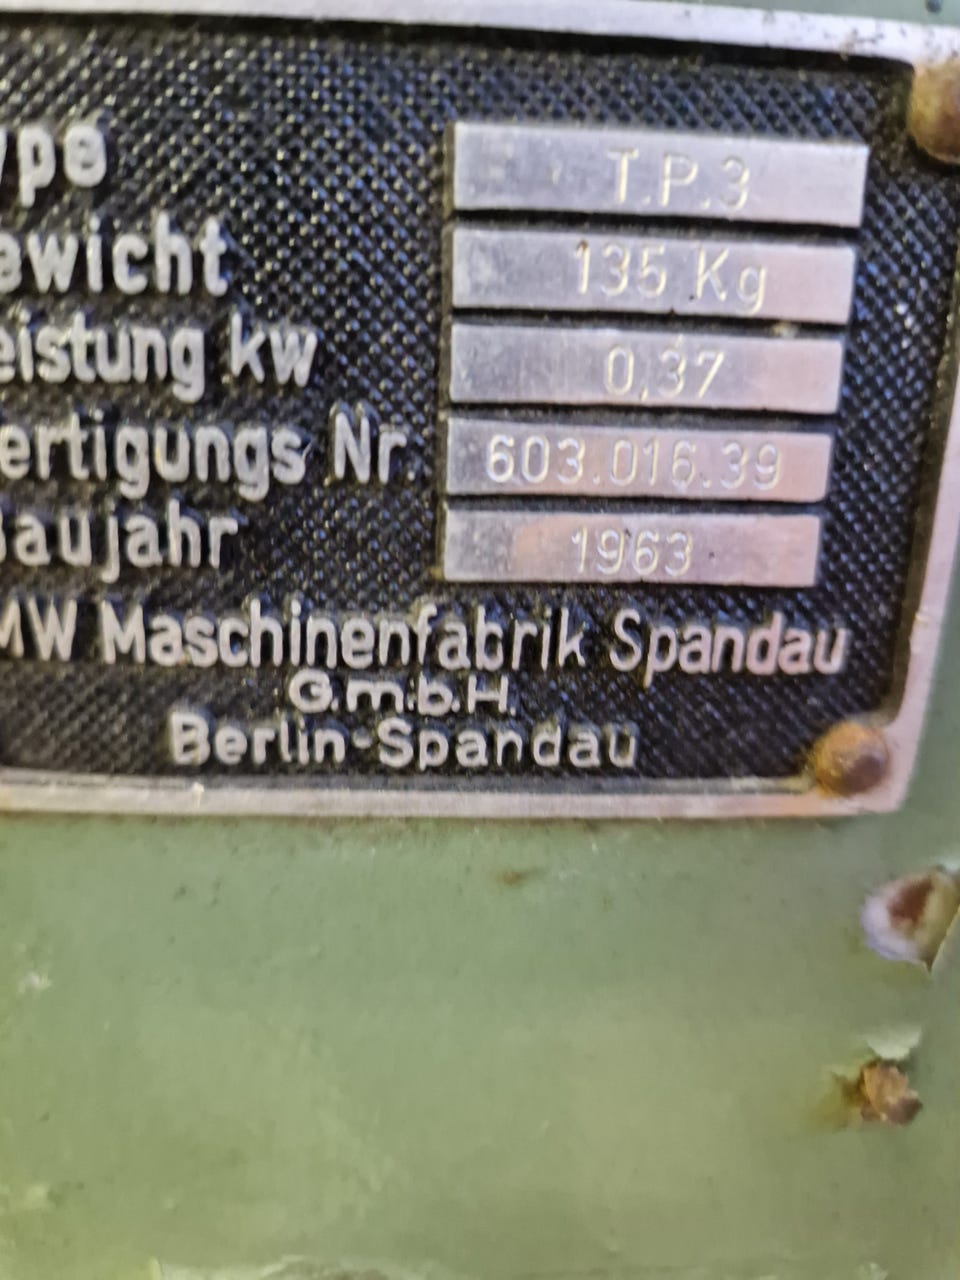 ype T.P.3
ewicht 135 Kg
eistung kw 0,37
ertigungs Nr. 603.016.39
Baujahr 1963
MW Maschinenfabrik Spandau
G.m.b.H.
Berlin-Spandau